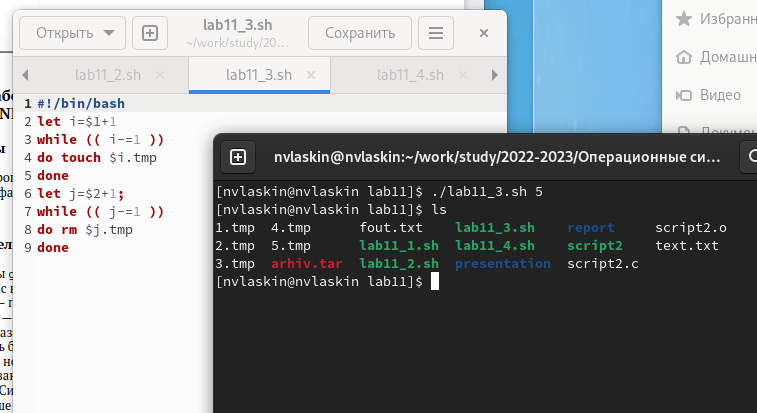 Открыть
lab11_3.sh
~/work/study/20...
Сохранить
lab11_2.sh
lab11_3.sh
lab11_4.sh
1 #!/bin/bash
2 let i=$1+1
3 while (( i-=1 ))
4 do touch $i.tmp
5 done
6 let j=$2+1;
7 while (( j-=1 ))
8 do rm $j.tmp
9 done
nvlaskin@nvlaskin:~/work/study/2022-2023/Операционные си...
[nvlaskin@nvlaskin lab11]$ ./lab11_3.sh 5
[nvlaskin@nvlaskin lab11]$ ls
1.tmp 4.tmp fout.txt lab11_3.sh report script2.o
2.tmp 5.tmp lab11_1.sh lab11_4.sh script2 text.txt
3.tmp arhiv.tar lab11_2.sh presentation script2.c
[nvlaskin@nvlaskin lab11]$
Избранн
Домашн
Видео